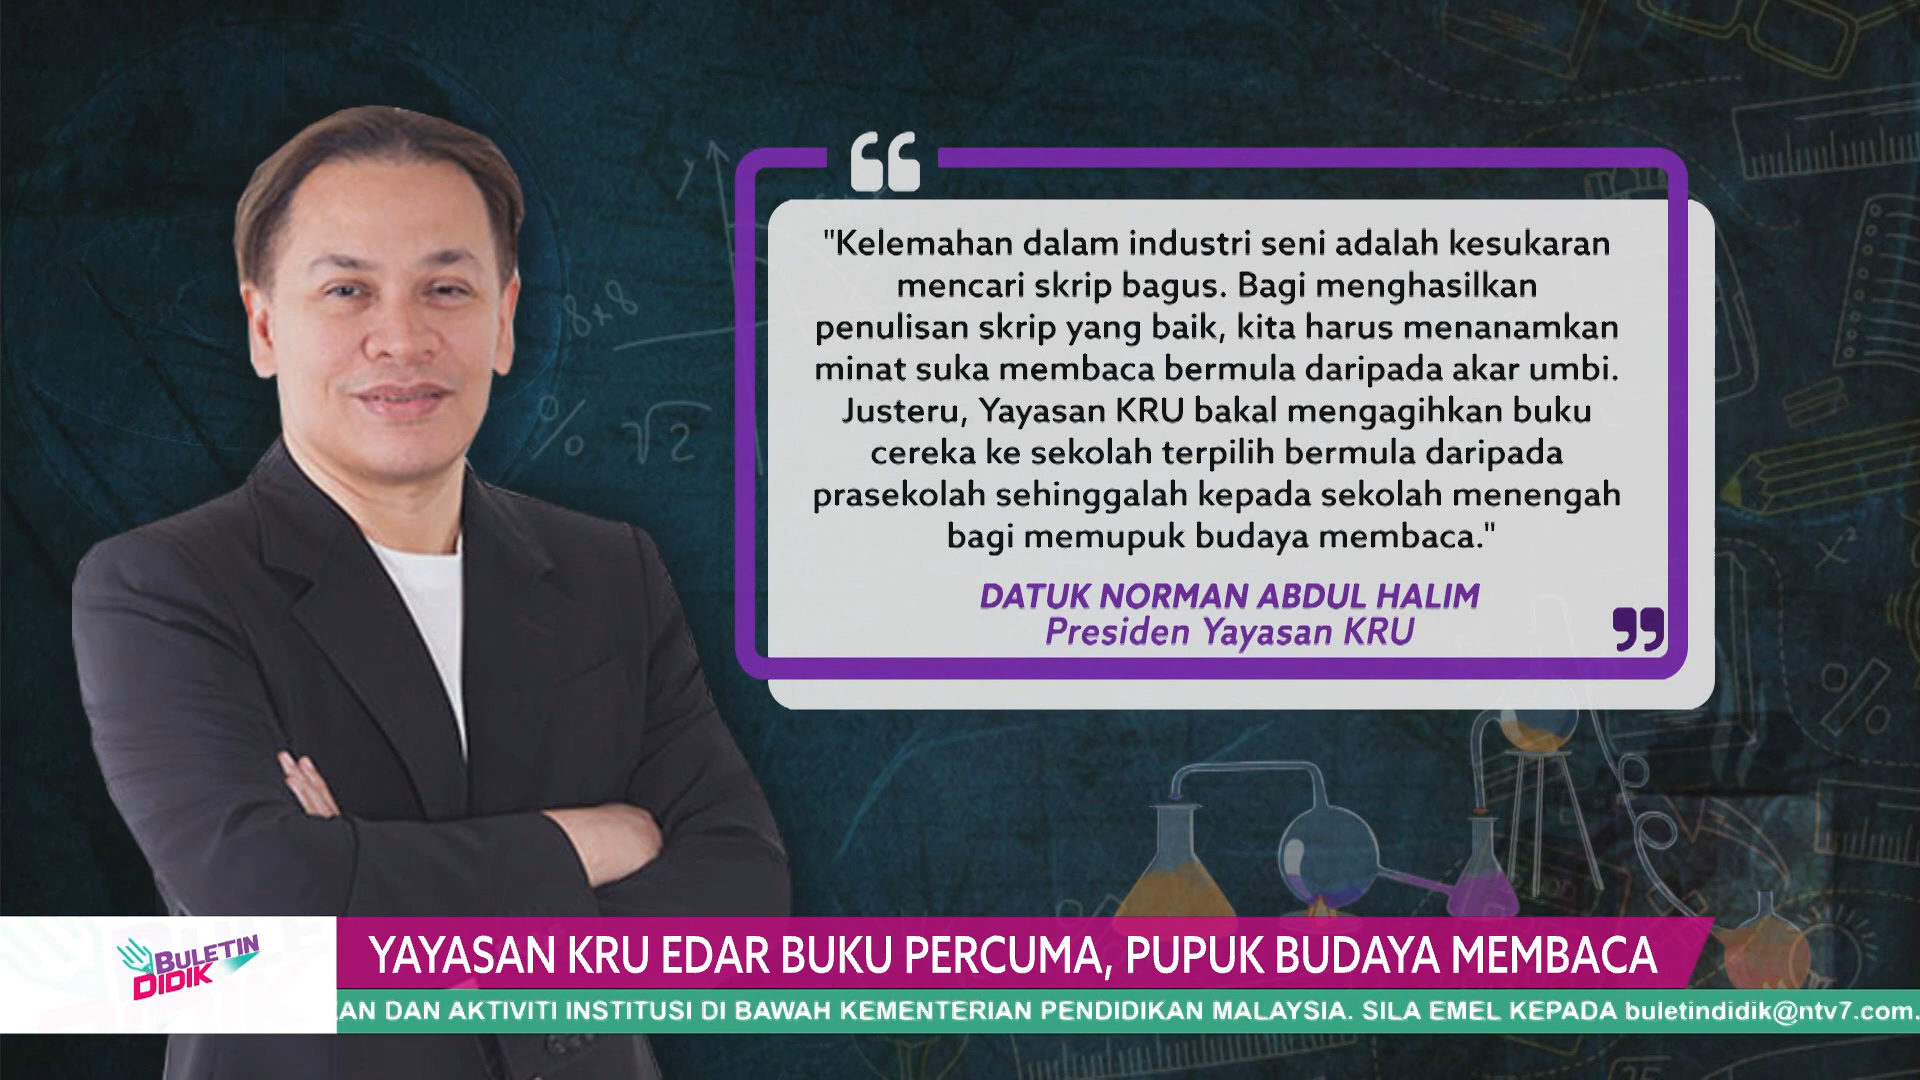 "Kelemahan dalam industri seni adalah kesukaran
mencari skrip bagus. Bagi menghasilkan
penulisan skrip yang baik, kita harus menanamkan
minat suka membaca bermula daripada akar umbi.
Justeru, Yayasan KRU bakal mengagihkan buku
cereka ke sekolah terpilih bermula daripada
prasekolah sehinggalah kepada sekolah menengah
bagi memupuk budaya membaca."
DATUK NORMAN ABDUL HALIM
Presiden Yayasan KRU
8x8
%
√2
y
x²
%
BULETIN
DIDIK
YAYASAN KRU EDAR BUKU PERCUMA, PUPUK BUDAYA MEMBACA
DAN AKTIVITI INSTITUSI DI BAWAH KEMENTERIAN PENDIDIKAN MALAYSIA. SILA EMEL KEPADA buletindidik@ntv7.com.